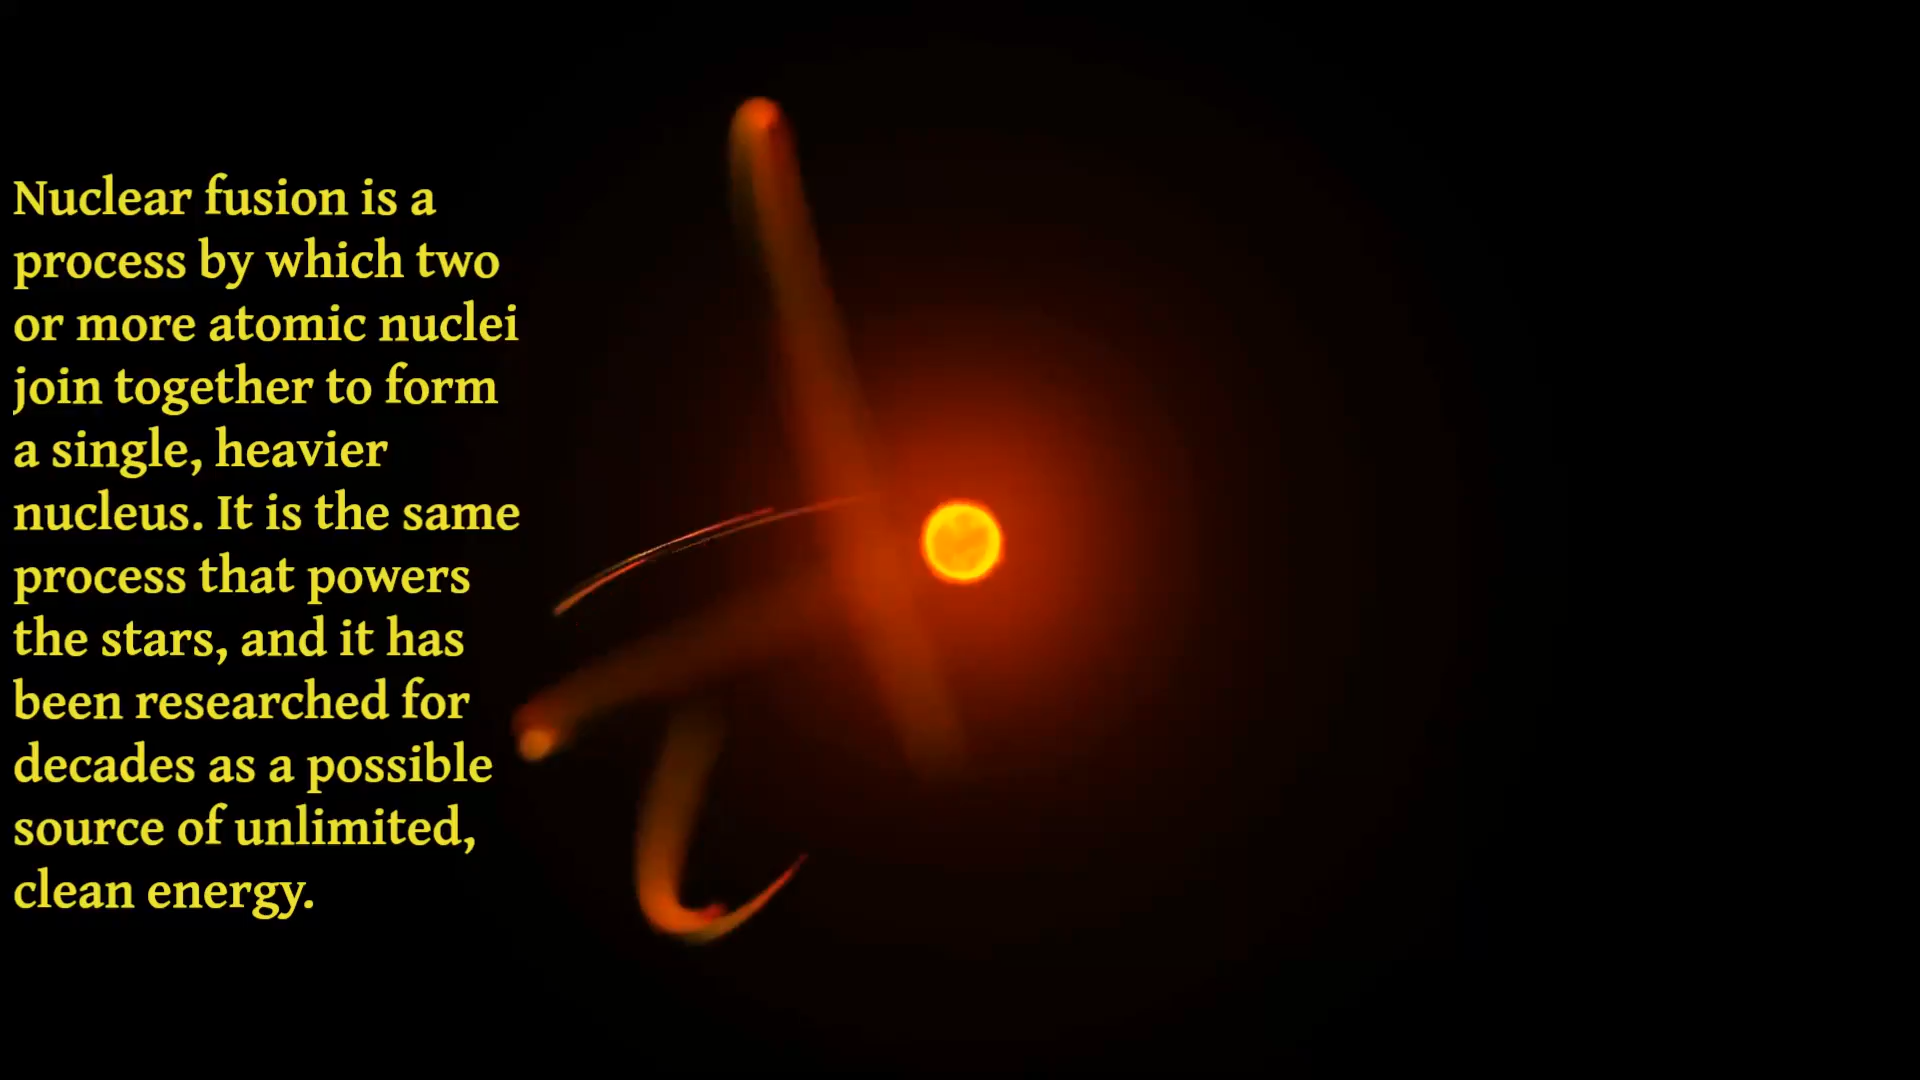 Nuclear fusion is a
process by which two
or more atomic nuclei
join together to form
a single, heavier
nucleus. It is the same
process that powers
the stars, and it has
been researched for
decades as a possible
source of unlimited,
clean energy.